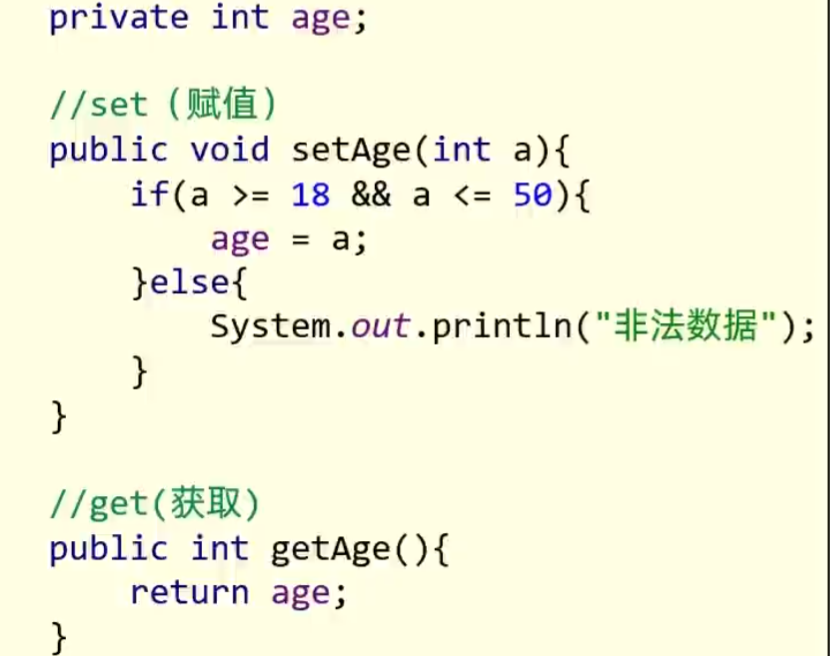 private int age;
//set (赋值)
public void setAge(int a){
if(a >= 18 && a <= 50){
age = a;
}else{
System.out.println("非法数据");
}
}
//get(获取)
public int getAge(){
return age;
}